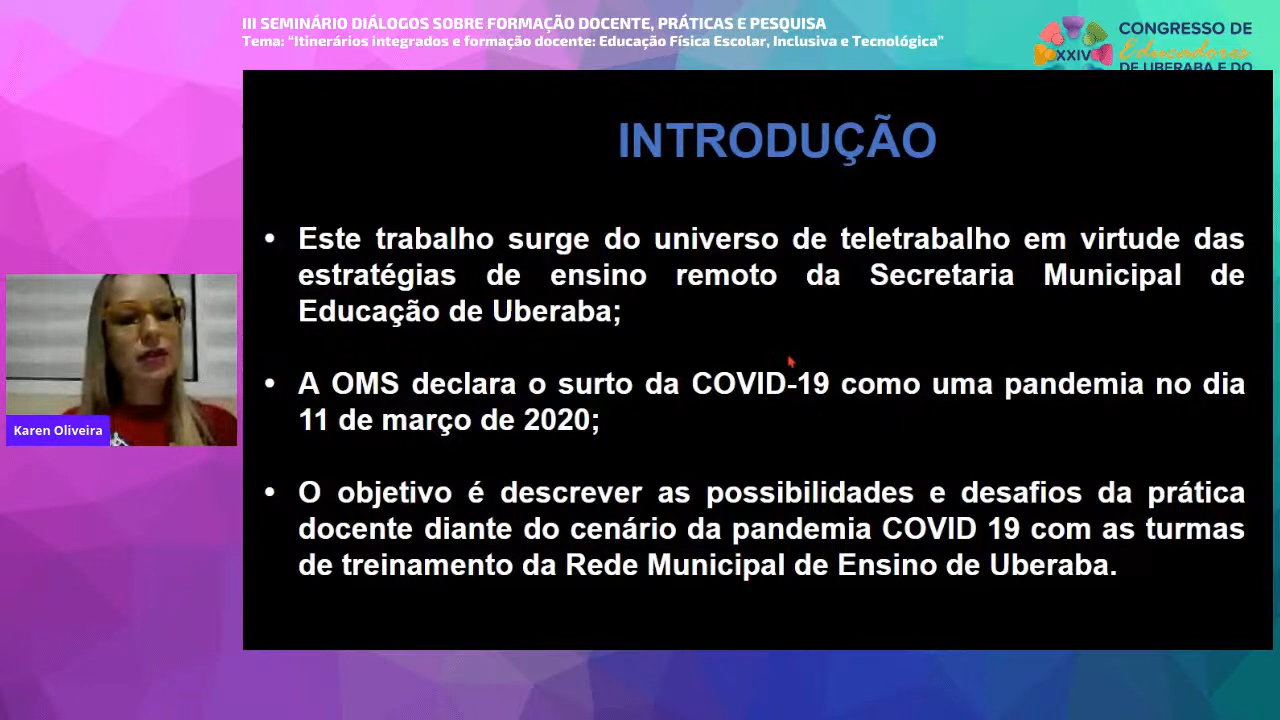 III SEMINÁRIO DIÁLOGOS SOBRE FORMAÇÃO DOCENTE, PRÁTICAS E PESQUISA
Tema: “Itinerários integrados e formação docente: Educação Física Escolar, Inclusiva e Tecnológica”
XXIV
CONGRESSO DE
Educadores
DE UBERABA E DO
INTRODUÇÃO
• Este trabalho surge do universo de teletrabalho em virtude das
estratégias de ensino remoto da Secretaria Municipal de
Educação de Uberaba;
• A OMS declara o surto da COVID-19 como uma pandemia no dia
11 de março de 2020;
• O objetivo é descrever as possibilidades e desafios da prática
docente diante do cenário da pandemia COVID 19 com as turmas
de treinamento da Rede Municipal de Ensino de Uberaba.
Karen Oliveira